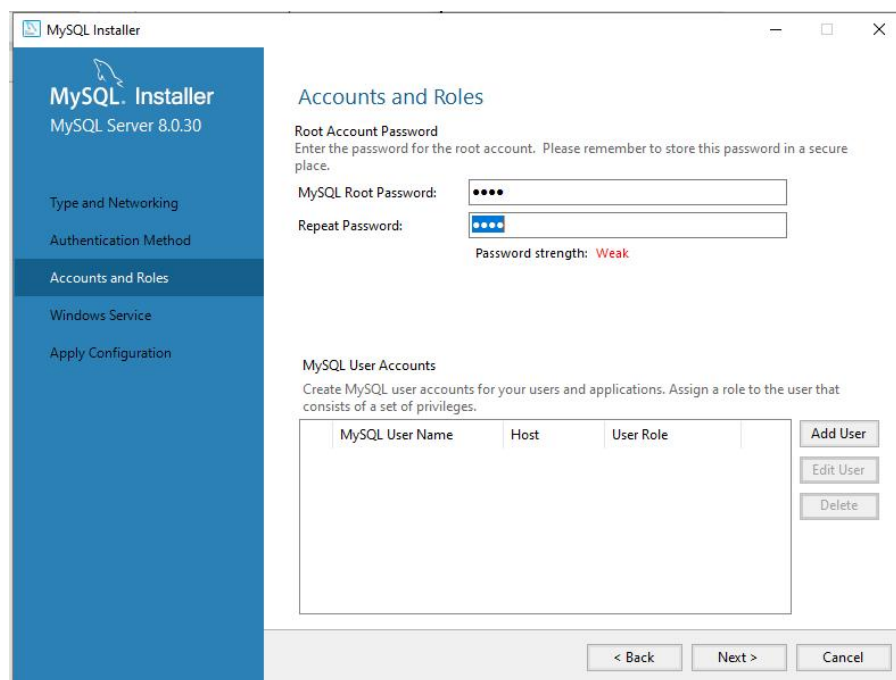 MySQL Installer
MySQL. Installer
MySQL Server 8.0.30
Type and Networking
Authentication Method
Accounts and Roles
Windows Service
Apply Configuration
Accounts and Roles
Root Account Password
Enter the password for the root account. Please remember to store this password in a secure
place.
MySQL Root Password: ••••
Repeat Password: ••••
Password strength: Weak
MySQL User Accounts
Create MySQL user accounts for your users and applications. Assign a role to the user that
consists of a set of privileges.
MySQL User Name Host User Role
Add User
Edit User
Delete
< Back Next > Cancel